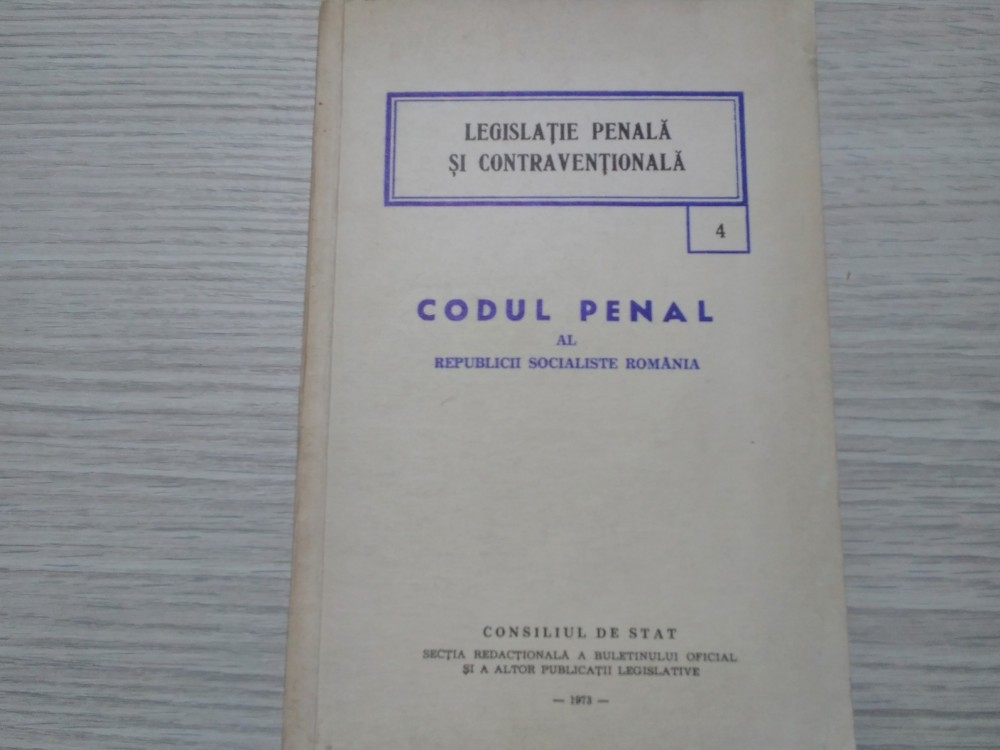 LEGISLAȚIE PENALĂ
ȘI CONTRAVENȚIONALĂ
4
CODUL PENAL
AL
REPUBLICII SOCIALISTE ROMÂNIA
CONSILIUL DE STAT
SECȚIA REDACȚIONALĂ A BULETINULUI OFICIAL
ȘI A ALTOR PUBLICAȚII LEGISLATIVE
— 1973 —